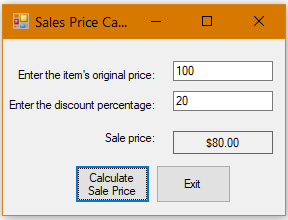 Sales Price Ca...
Enter the item's original price: 100
Enter the discount percentage: 20
Sale price: $80.00
Calculate
Sale Price
Exit